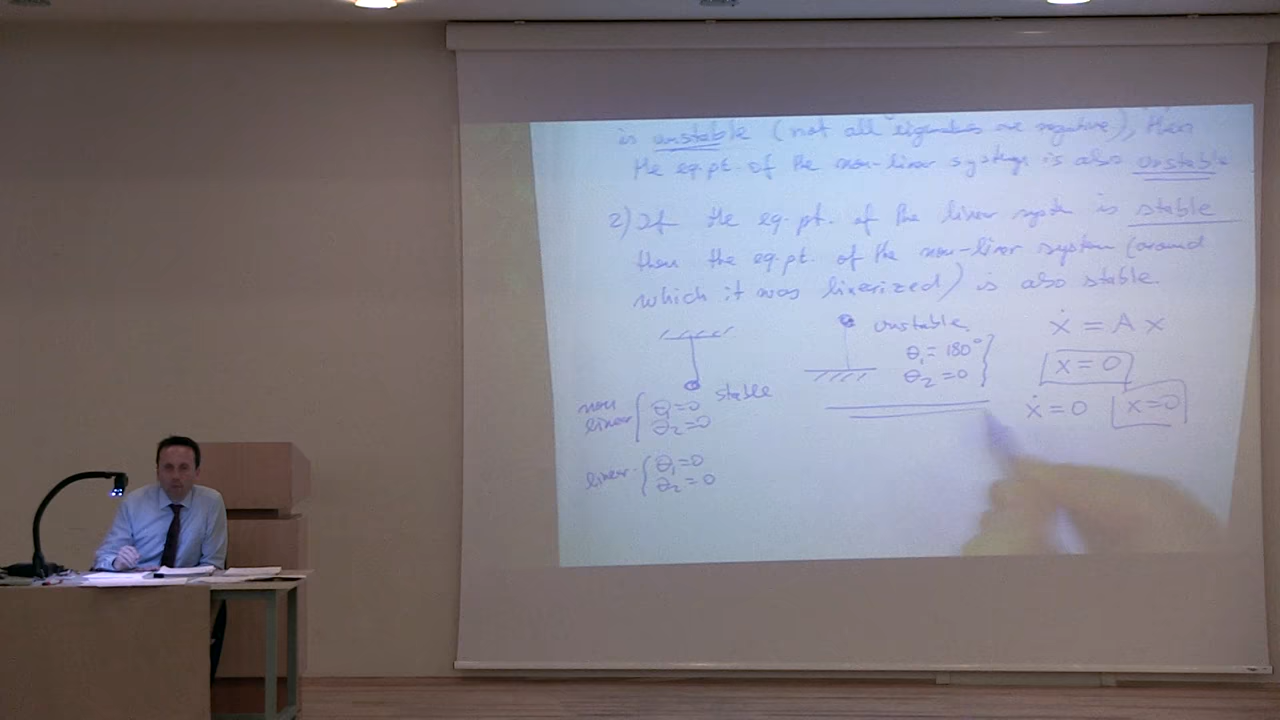 is unstable (not all eigenvalues are negative), then
the eq.pt. of the non-linear system is also unstable
2) If the eq.pt. of the linear system is stable
then the eq.pt. of the non-linear system (around
which it was linearized) is also stable.
unstable
θ₁ = 180°
θ₂ = 0
ẋ = A x
x = 0
ẋ = 0 x = 0
stable
non linear { θ₁ = 0
θ₂ = 0
linear { θ₁ = 0
θ₂ = 0